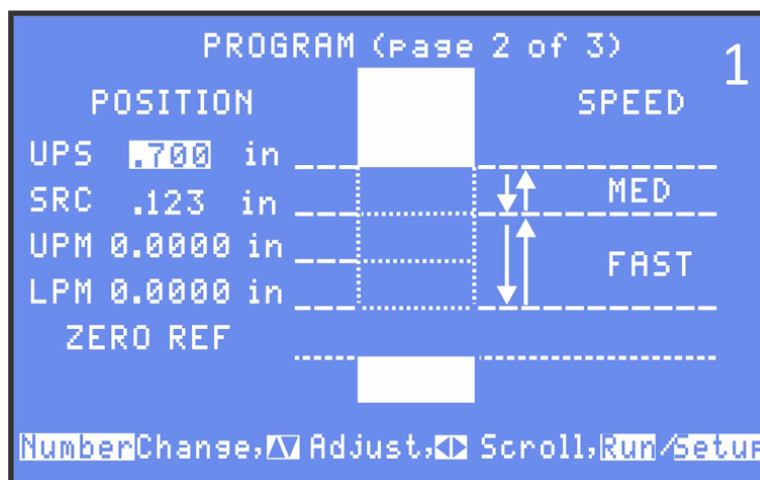 PROGRAM (page 2 of 3)
1
POSITION SPEED
UPS .700 in
MED
SRC .123 in
UPM 0.0000 in
FAST
LPM 0.0000 in
ZERO REF
NumberChange,▲▼ Adjust,◀▶ Scroll,Run/Setup